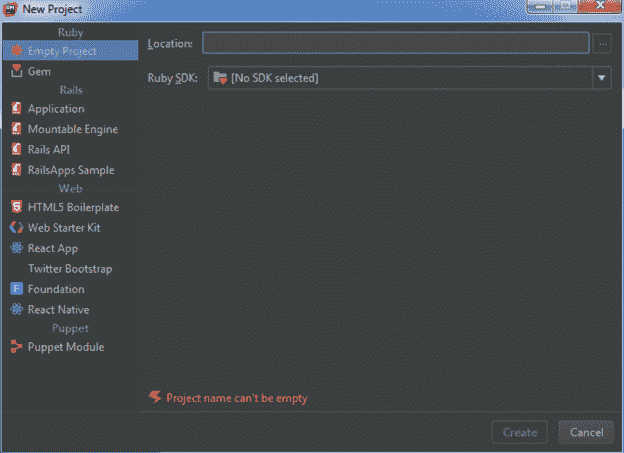 New Project
Ruby
Empty Project
Gem
Rails
Application
Mountable Engine
Rails API
RailsApps Sample
Web
HTML5 Boilerplate
Web Starter Kit
React App
Twitter Bootstrap
Foundation
React Native
Puppet
Puppet Module
Location:
...
Ruby SDK: [No SDK selected]
Project name can't be empty
Create Cancel